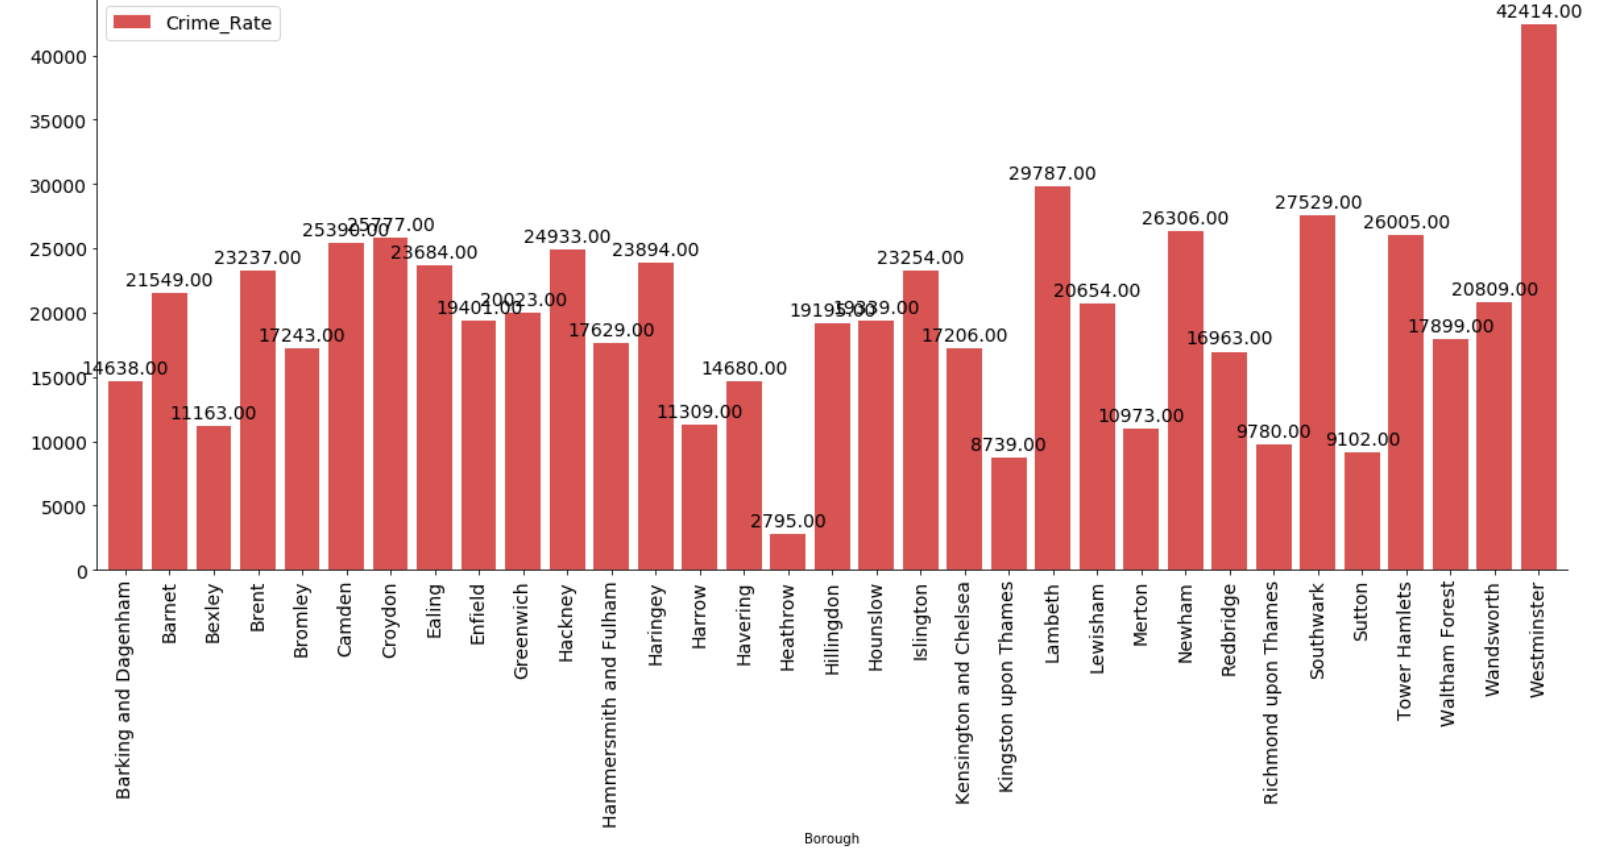 Crime_Rate
40000
35000
30000
25000
20000
15000
10000
5000
0
14638.00
21549.00
11163.00
23237.00
17243.00
25390.00
25777.00
23684.00
19401.00
20023.00
24933.00
17629.00
23894.00
11309.00
14680.00
2795.00
19339.00
23254.00
17206.00
8739.00
29787.00
20654.00
10973.00
26306.00
16963.00
9780.00
27529.00
9102.00
26005.00
17899.00
20809.00
42414.00
Barking and Dagenham
Barnet
Bexley
Brent
Bromley
Camden
Croydon
Ealing
Enfield
Greenwich
Hackney
Hammersmith and Fulham
Haringey
Harrow
Havering
Heathrow
Hillingdon
Hounslow
Islington
Kensington and Chelsea
Kingston upon Thames
Lambeth
Lewisham
Merton
Newham
Redbridge
Richmond upon Thames
Southwark
Sutton
Tower Hamlets
Waltham Forest
Wandsworth
Westminster
Borough